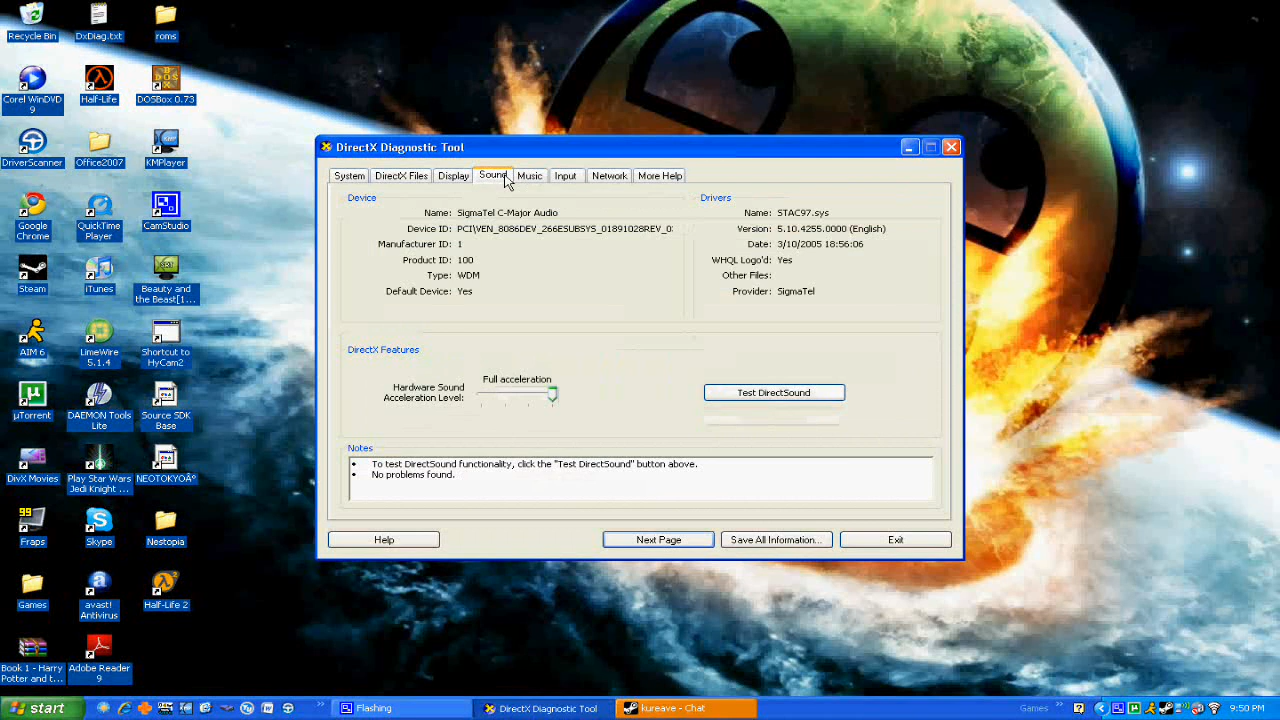 Recycle Bin
DxDiag.txt
roms
Corel WinDVD
9
Half-Life
DOSBox 0.73
DriverScanner
Office2007
KMPlayer
Google
Chrome
QuickTime
Player
CamStudio
Steam
iTunes
Beauty and
the Beast[1...
AIM 6
LimeWire
5.1.4
Shortcut to
HyCam2
µTorrent
DAEMON Tools
Lite
Source SDK
Base
DivX Movies
Play Star Wars
Jedi Knight ...
NEOTOKYOÂ°
99
Fraps
Skype
Nestopia
Games
avast!
Antivirus
Half-Life 2
Book 1 - Harry
Potter and t...
Adobe Reader
9
DirectX Diagnostic Tool
System
DirectX Files
Display
Sound
Music
Input
Network
More Help
Device
Name: SigmaTel C-Major Audio
Device ID: PCI\VEN_8086DEV_266ESUBSYS_01891028REV_0:
Manufacturer ID: 1
Product ID: 100
Type: WDM
Default Device: Yes
Drivers
Name: STAC97.sys
Version: 5.10.4255.0000 (English)
Date: 3/10/2005 18:56:06
WHQL Logo'd: Yes
Other Files:
Provider: SigmaTel
DirectX Features
Full acceleration
Hardware Sound
Acceleration Level:
Test DirectSound
Notes
• To test DirectSound functionality, click the "Test DirectSound" button above.
• No problems found.
Help
Next Page
Save All Information...
Exit
start
Flashing
DirectX Diagnostic Tool
kureave - Chat
Games
9:50 PM